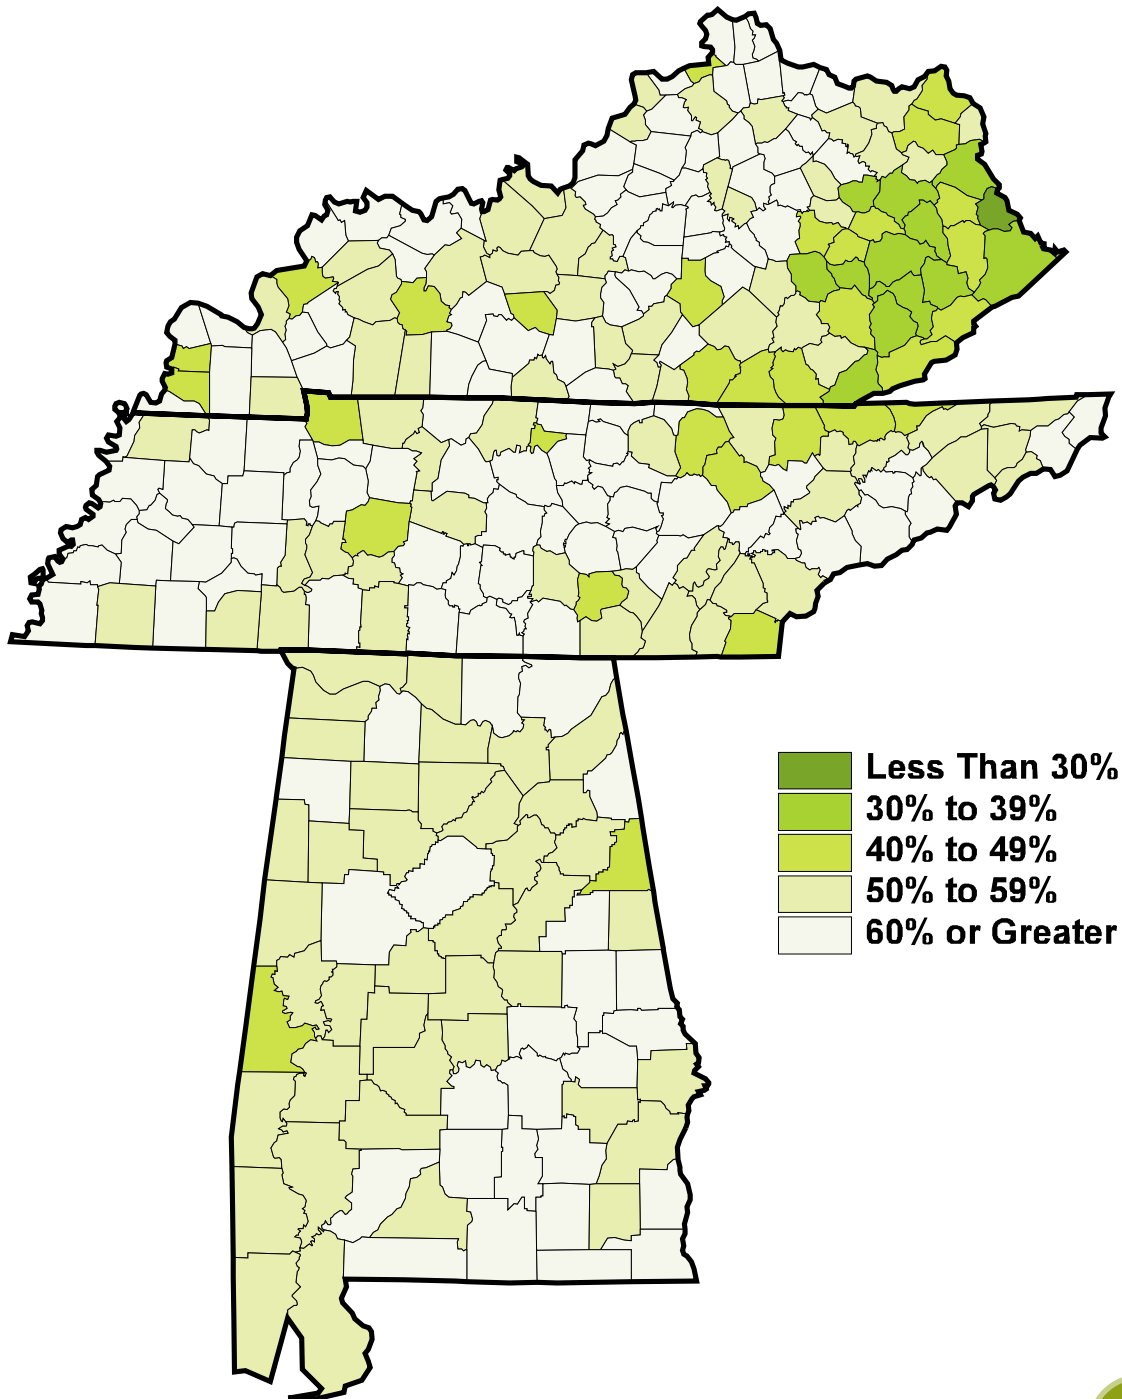 Less Than 30%
30% to 39%
40% to 49%
50% to 59%
60% or Greater